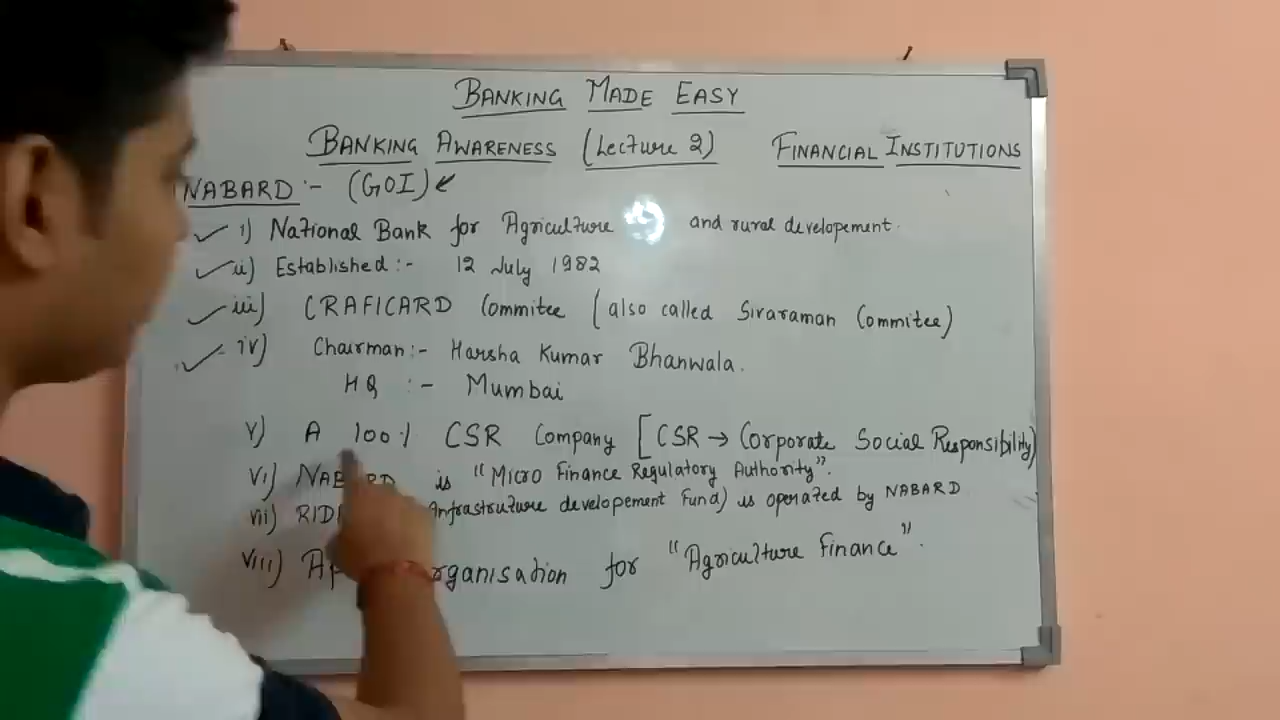 BANKING MADE EASY
BANKING AWARENESS (Lecture 2) FINANCIAL INSTITUTIONS
NABARD :- (GOI)
i) National Bank for Agriculture and rural developement.
ii) Established :- 12 July 1982
iii) CRAFICARD Commitee (also called Sivaraman Commitee)
iv) Chairman :- Harsha Kumar Bhanwala.
HQ :- Mumbai
v) A 100% CSR Company [CSR → Corporate Social Responsibility)
vi) NABARD is "Micro Finance Regulatory Authority".
vii) Infrastruture developement Fund) is operated by NABARD
viii) for "Agriculture Finance".